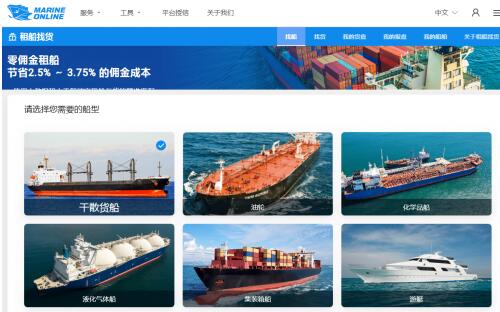 MARINE ONLINE
服务 工具 平台授信 关于我们 中文
租船找货 找船 找货 我的货盘 我的报盘 我的船舶 关于租船找货
零佣金租船
节省2.5% ~ 3.75% 的佣金成本
请选择您需要的船型
干散货船 油轮 化学品船
液化气体船 集装箱船 游艇